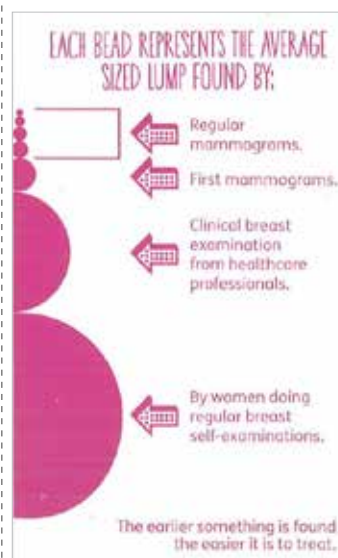 EACH BEAD REPRESENTS THE AVERAGE
SIZED LUMP FOUND BY:
Regular
mammograms.
First mammograms.
Clinical breast
examination
from healthcare
professionals.
By women doing
regular breast
self-examinations.
The earlier something is found
the easier it is to treat.